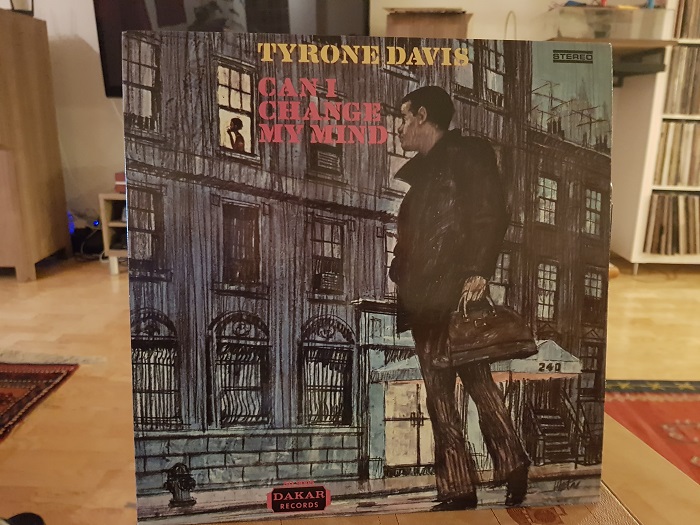 TYRONE DAVIS
STEREO
CAN I
CHANGE
MY MIND
240
DAKAR
RECORDS